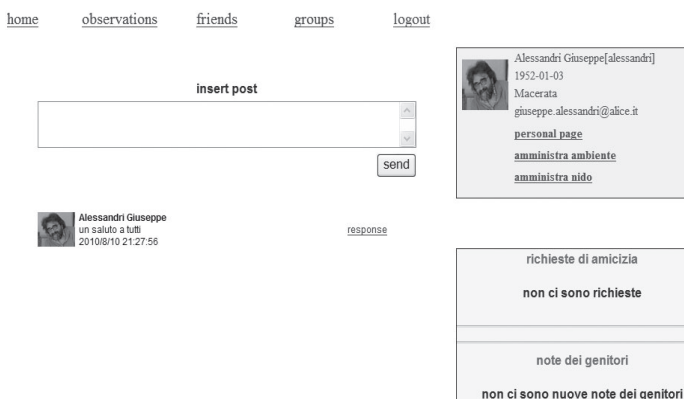 home observations friends groups logout
insert post
send
Alessandri Giuseppe
un saluto a tutti
2010/8/10 21:27:56
response
Alessandri Giuseppe[alessandri]
1952-01-03
Macerata
giuseppe.alessandri@alice.it
personal page
amministra ambiente
amministra nido
richieste di amicizia
non ci sono richieste
note dei genitori
non ci sono nuove note dei genitori